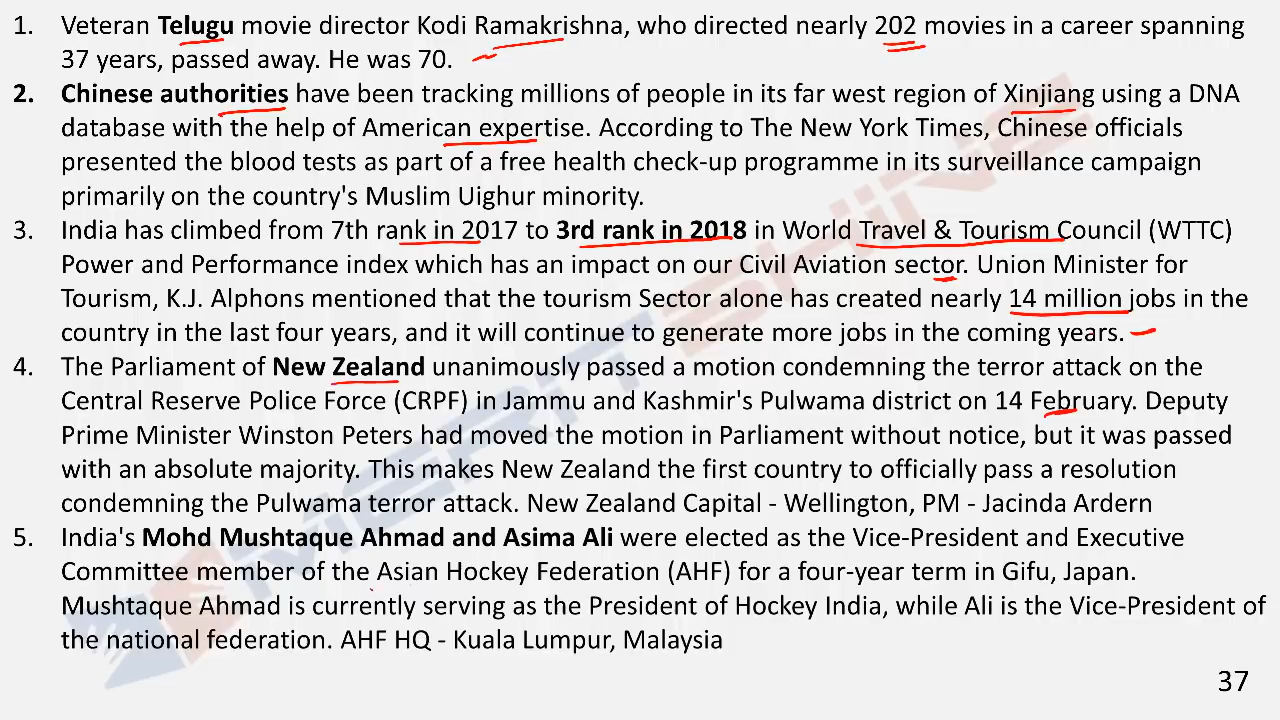 1. Veteran Telugu movie director Kodi Ramakrishna, who directed nearly 202 movies in a career spanning
37 years, passed away. He was 70.
2. Chinese authorities have been tracking millions of people in its far west region of Xinjiang using a DNA
database with the help of American expertise. According to The New York Times, Chinese officials
presented the blood tests as part of a free health check-up programme in its surveillance campaign
primarily on the country's Muslim Uighur minority.
3. India has climbed from 7th rank in 2017 to 3rd rank in 2018 in World Travel & Tourism Council (WTTC)
Power and Performance index which has an impact on our Civil Aviation sector. Union Minister for
Tourism, K.J. Alphons mentioned that the tourism Sector alone has created nearly 14 million jobs in the
country in the last four years, and it will continue to generate more jobs in the coming years.
4. The Parliament of New Zealand unanimously passed a motion condemning the terror attack on the
Central Reserve Police Force (CRPF) in Jammu and Kashmir's Pulwama district on 14 February. Deputy
Prime Minister Winston Peters had moved the motion in Parliament without notice, but it was passed
with an absolute majority. This makes New Zealand the first country to officially pass a resolution
condemning the Pulwama terror attack. New Zealand Capital - Wellington, PM - Jacinda Ardern
5. India's Mohd Mushtaque Ahmad and Asima Ali were elected as the Vice-President and Executive
Committee member of the Asian Hockey Federation (AHF) for a four-year term in Gifu, Japan.
Mushtaque Ahmad is currently serving as the President of Hockey India, while Ali is the Vice-President of
the national federation. AHF HQ - Kuala Lumpur, Malaysia
37
MERIT SHINE